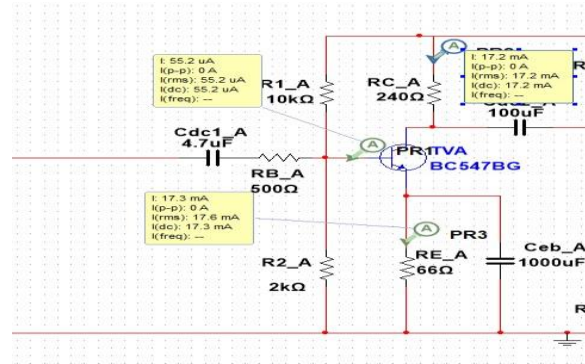 I: 55.2 uA
I(p-p): 0 A
I(rms): 55.2 uA
I(dc): 55.2 uA
I(freq): --
R1_A
10kΩ
RC_A
240Ω
I: 17.2 mA
I(p-p): 0 A
I(rms): 17.2 mA
I(dc): 17.2 mA
I(freq): --
A
R
100uF
Cdc1_A
4.7uF
A
PR1
TVA
BC547BG
RB_A
500Ω
I: 17.3 mA
I(p-p): 0 A
I(rms): 17.6 mA
I(dc): 17.3 mA
I(freq): --
A
PR3
RE_A
66Ω
Ceb_A
1000uF
R2_A
2kΩ
R